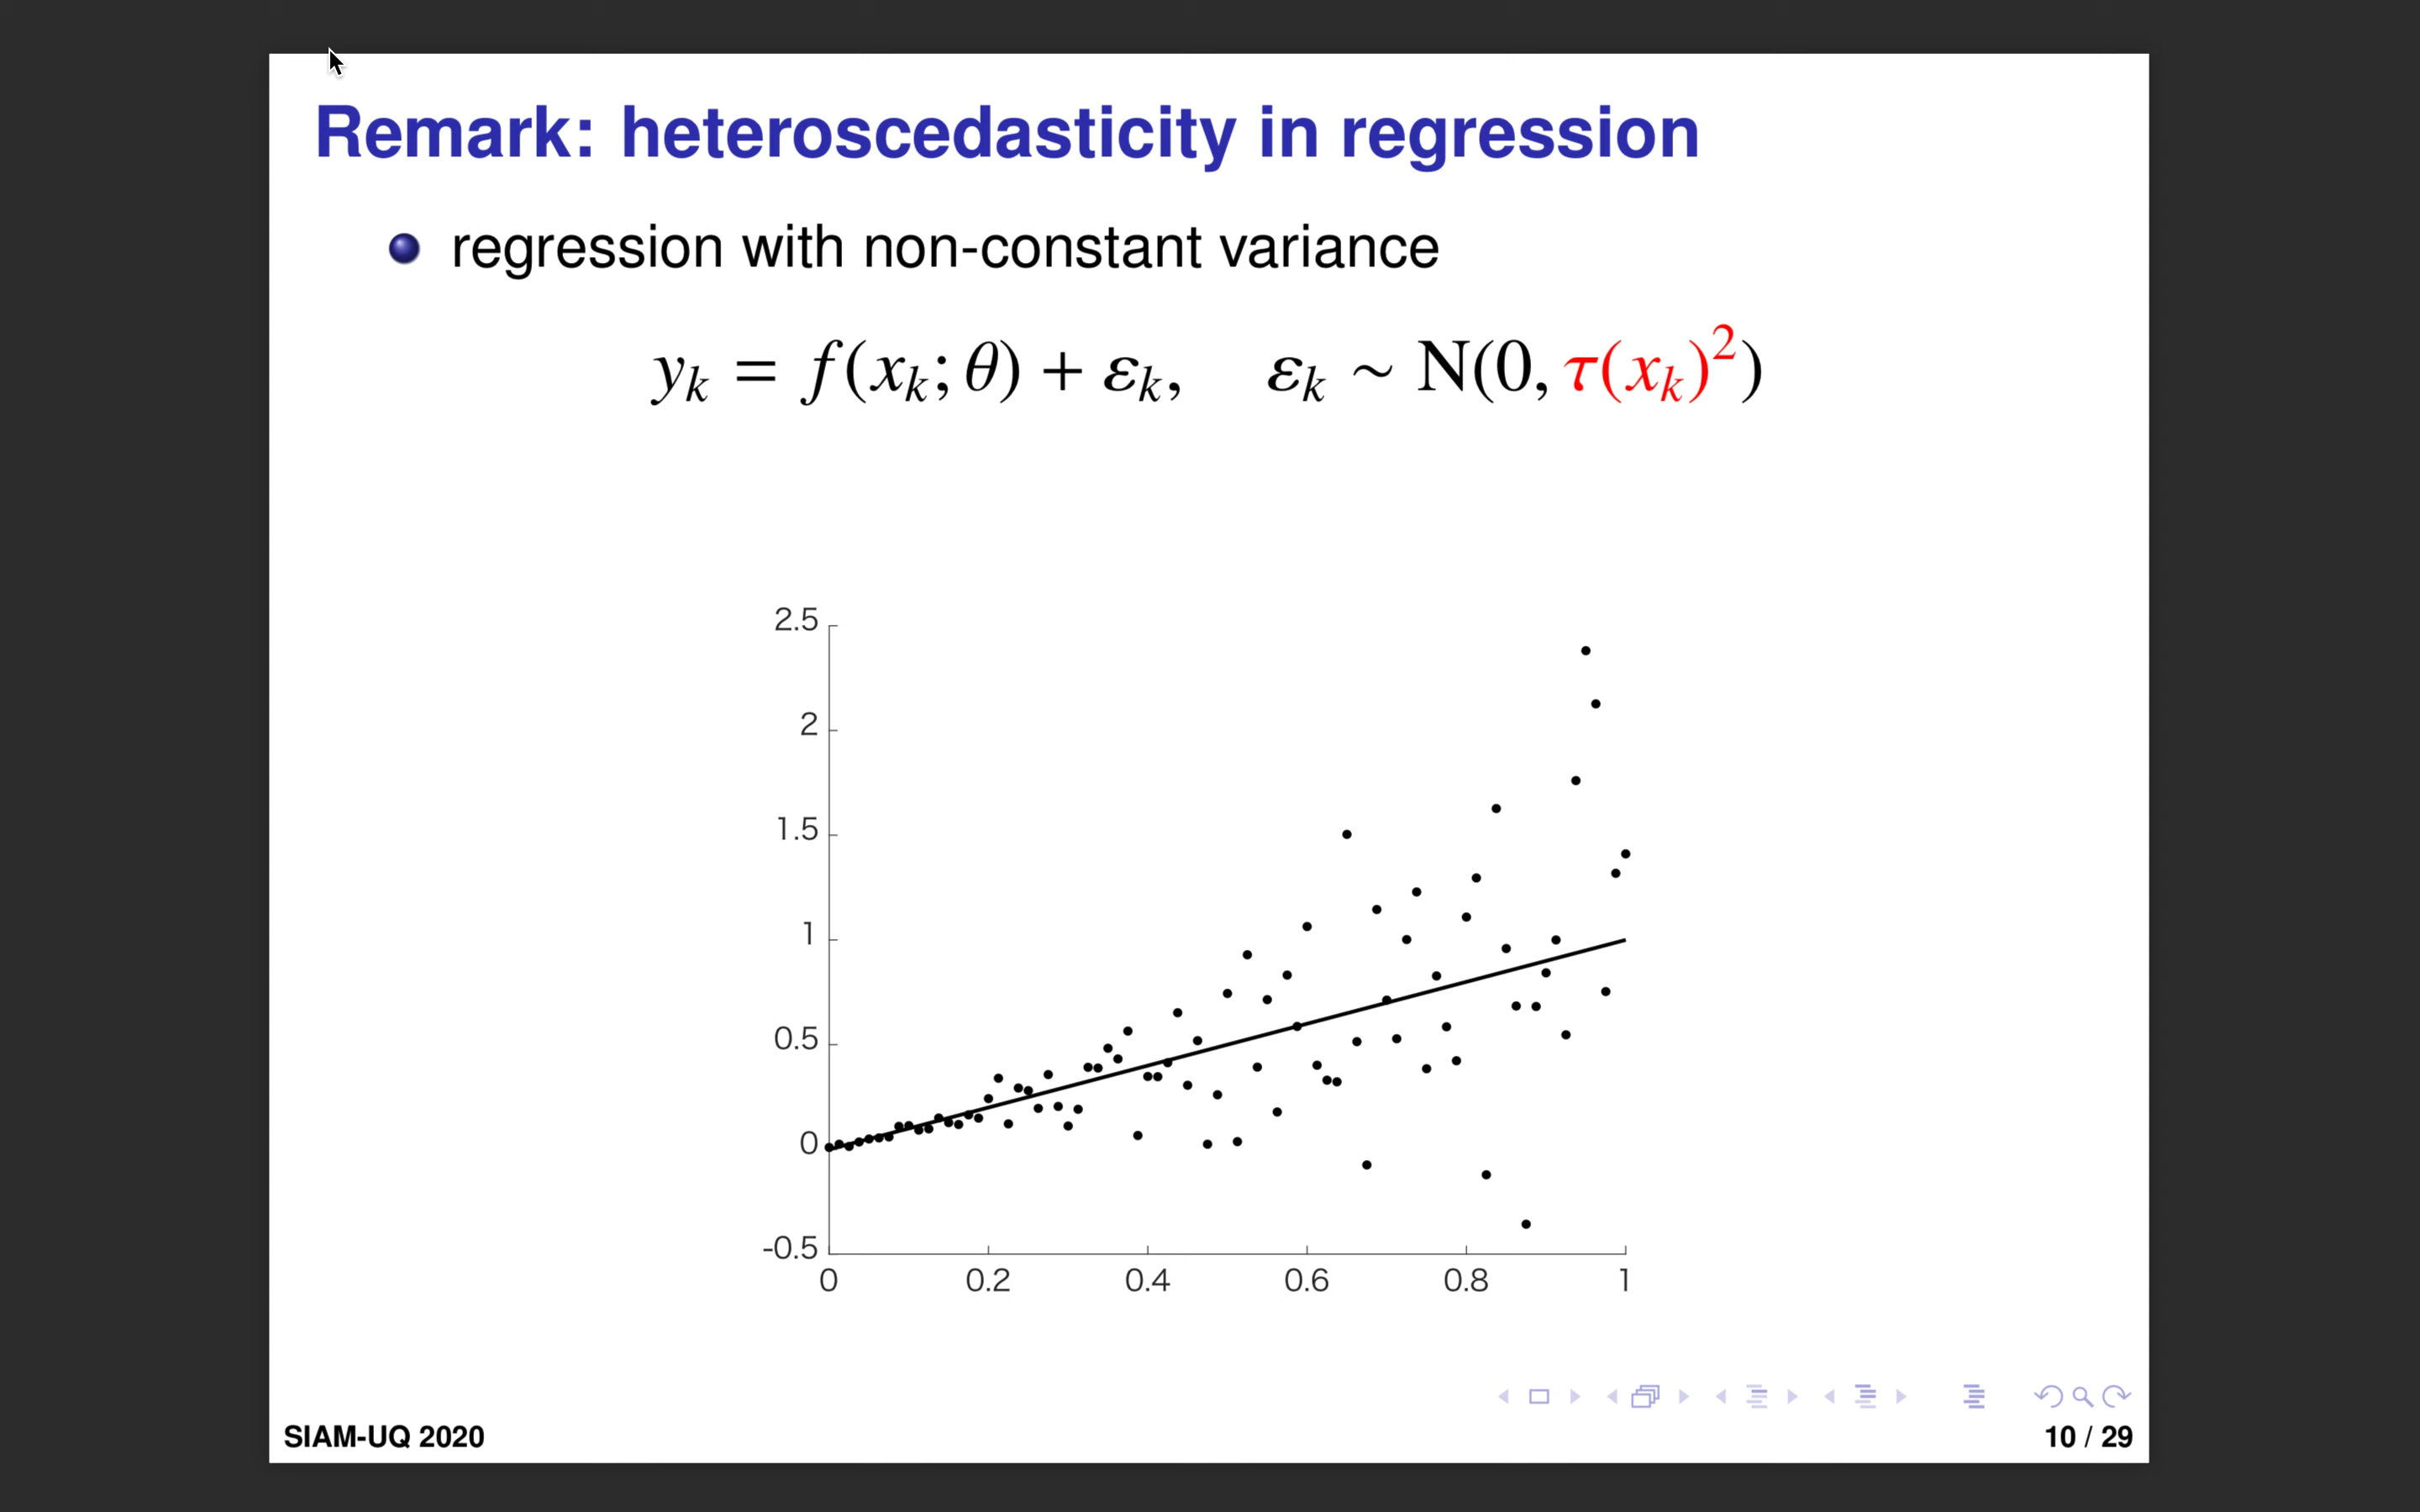 Remark: heteroscedasticity in regression
regression with non-constant variance
yₖ = f(xₖ; θ) + εₖ, εₖ ~ N(0, τ(xₖ)²)
2.5
2
1.5
1
0.5
0
-0.5
0 0.2 0.4 0.6 0.8 1
SIAM-UQ 2020 10 / 29